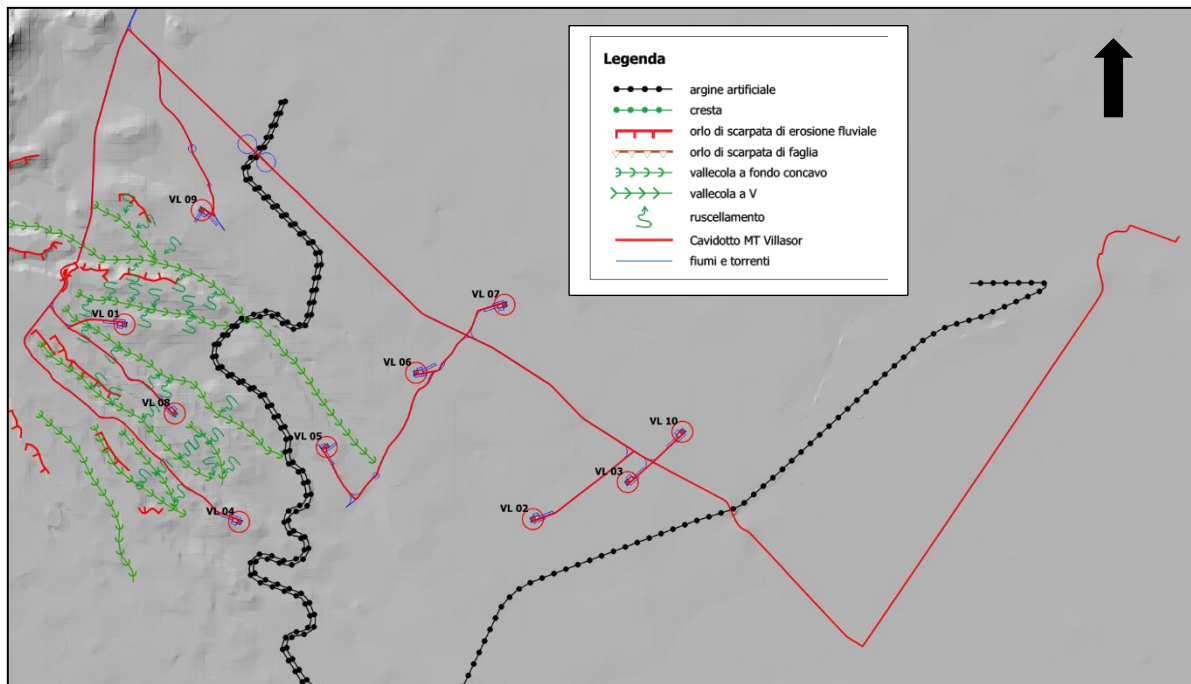 Legenda
argine artificiale
cresta
orlo di scarpata di erosione fluviale
orlo di scarpata di faglia
vallecola a fondo concavo
vallecola a V
ruscellamento
Cavidotto MT Villasor
fiumi e torrenti
VL 09
VL 07
VL 01
VL 06
VL 08
VL 10
VL 05
VL 03
VL 02
VL 04